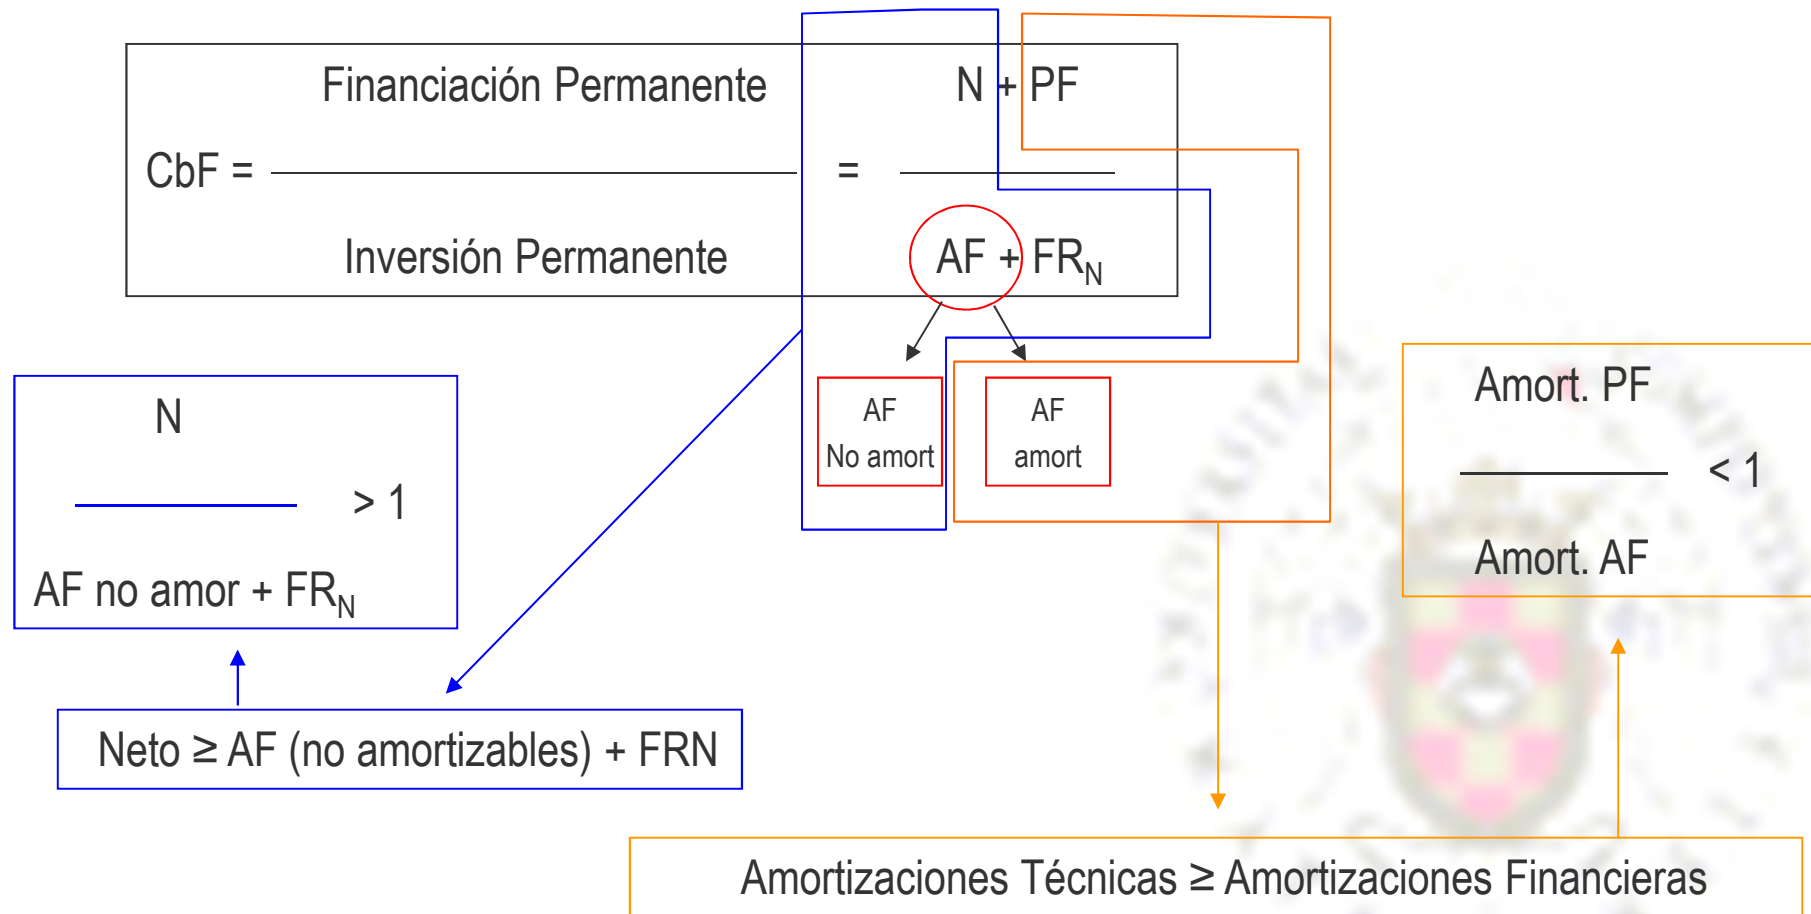 Financiación Permanente
N + PF
CbF =
=
Inversión Permanente
AF + FRN
AF
No amort
AF
amort
N
> 1
AF no amor + FRN
Amort. PF
< 1
Amort. AF
Neto ≥ AF (no amortizables) + FRN
Amortizaciones Técnicas ≥ Amortizaciones Financieras